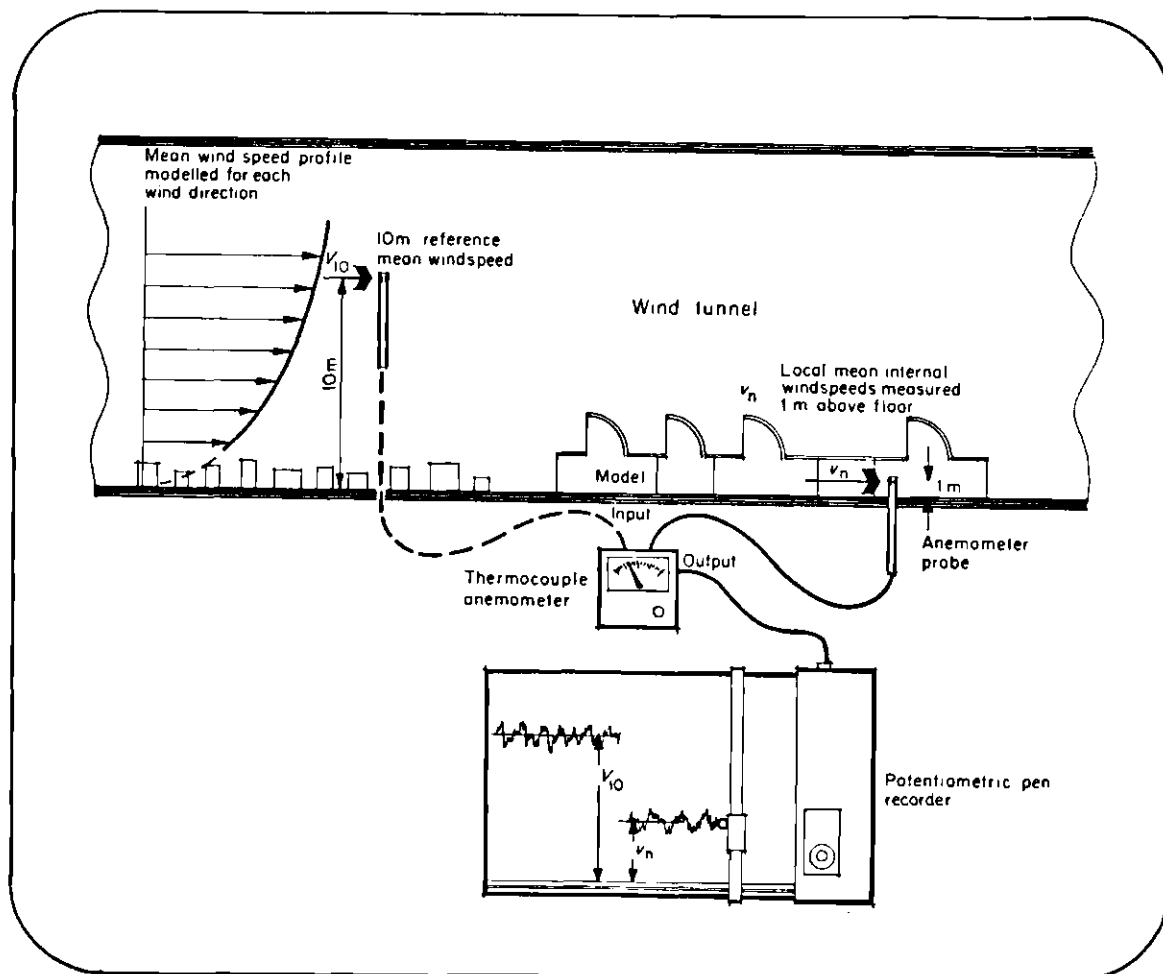 Mean wind speed profile
modelled for each
wind direction
V10
10m reference
mean windspeed
10m
Wind tunnel
Local mean internal
windspeeds measured
1 m above floor
vn
Model
vn
1 m
Input
Output
Anemometer
probe
Thermocouple
anemometer
V10
vn
Potentiometric pen
recorder